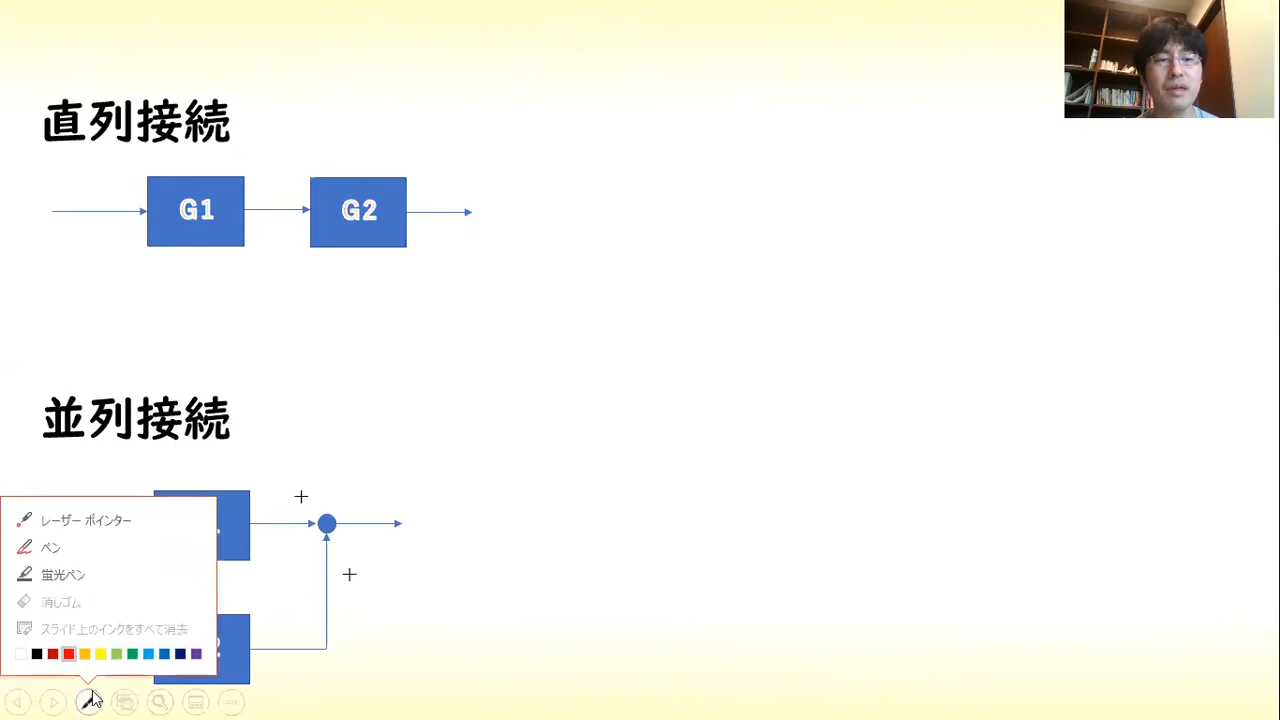 直列接続
G1
G2
並列接続
+
+
レーザー ポインター
ペン
蛍光ペン
消しゴム
スライド上のインクをすべて消去